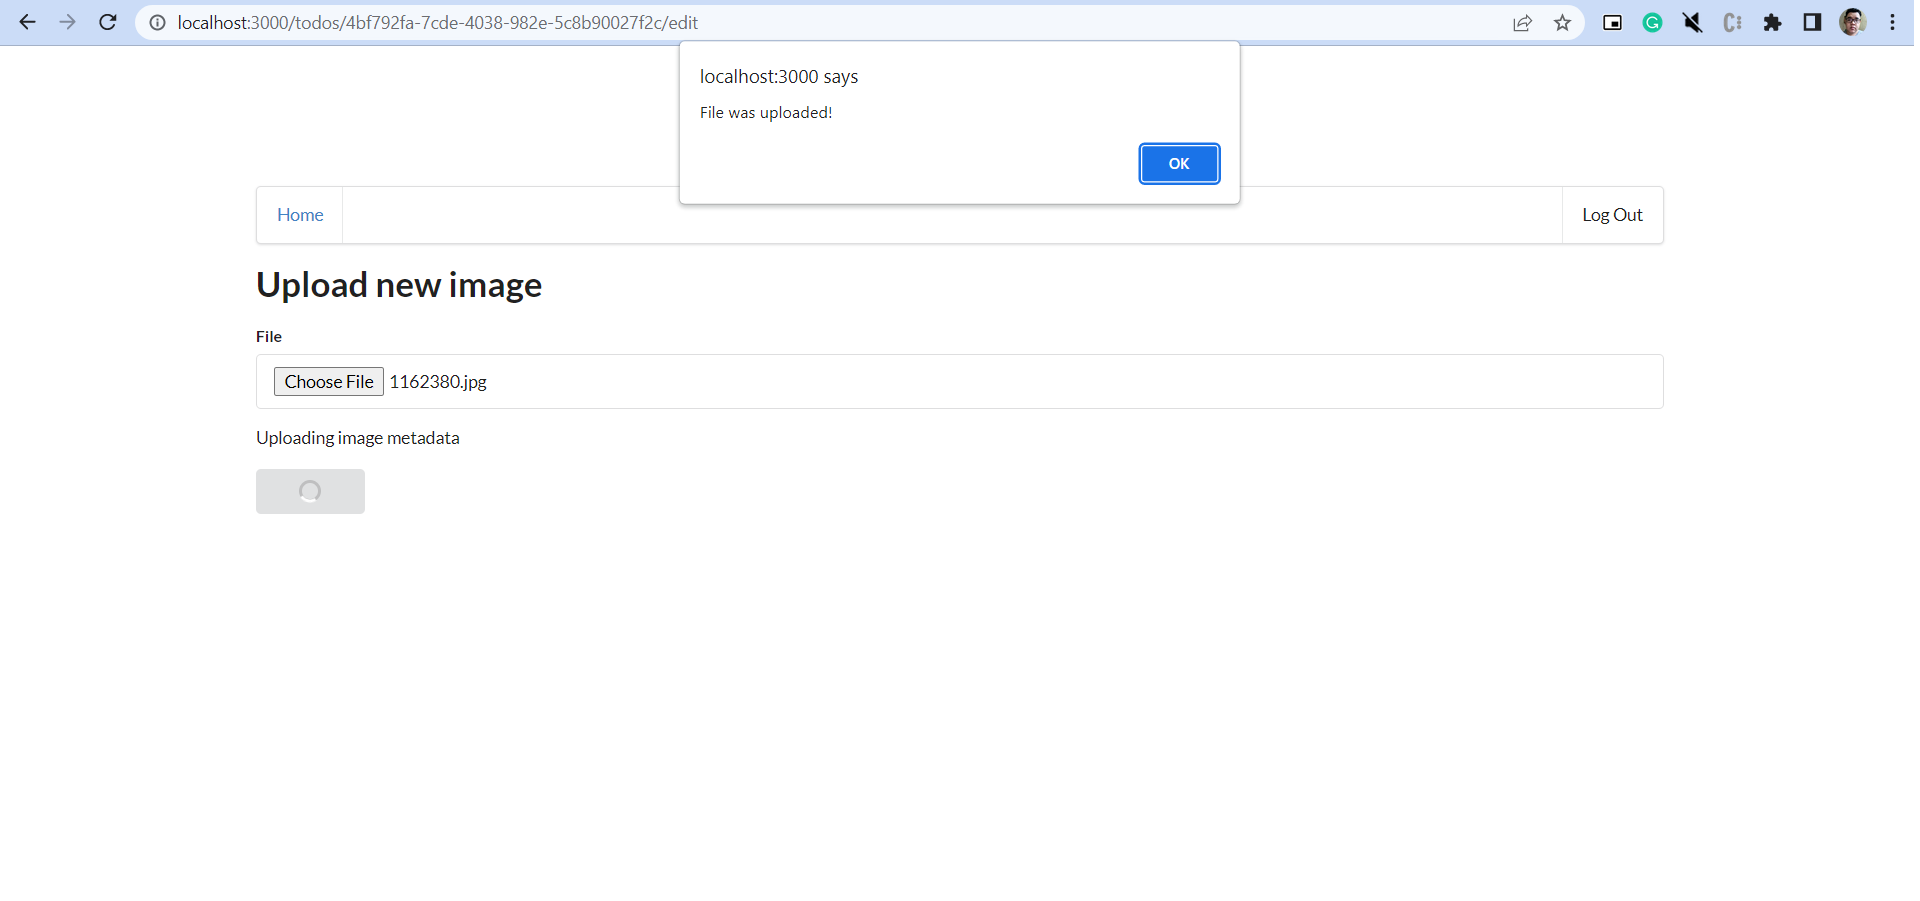 localhost:3000/todos/4bf792fa-7cde-4038-982e-5c8b90027f2c/edit
localhost:3000 says
File was uploaded!
OK
Home
Log Out
Upload new image
File
Choose File 1162380.jpg
Uploading image metadata